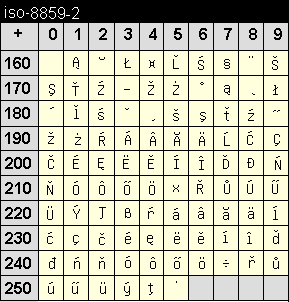 iso-8859-2
+ 0 1 2 3 4 5 6 7 8 9
160 Ą ˘ Ł ¤ Ľ Ś § ¨ Š
170 Ş Ť Ź - Ž Ż ° ą ˛ ł
180 ´ ľ ś ˇ ¸ š ş ť ź ˝
190 ž ż Ŕ Á Â Ă Ä Ĺ Ć Ç
200 Č É Ę Ë Ě Í Î Ď Đ Ń
210 Ň Ó Ô Ő Ö × Ř Ů Ú Ű
220 Ü Ý Ţ ß ŕ á â ă ä ĺ
230 ć ç č é ę ë ě í î ď
240 đ ń ň ó ô ő ö ÷ ř ů
250 ú ű ü ý ţ ˙